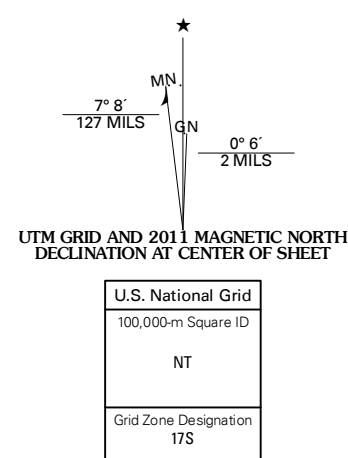 ★
MN
7° 8´
127 MILS
GN
0° 6´
2 MILS
UTM GRID AND 2011 MAGNETIC NORTH
DECLINATION AT CENTER OF SHEET
U.S. National Grid
100,000-m Square ID
NT
Grid Zone Designation
17S